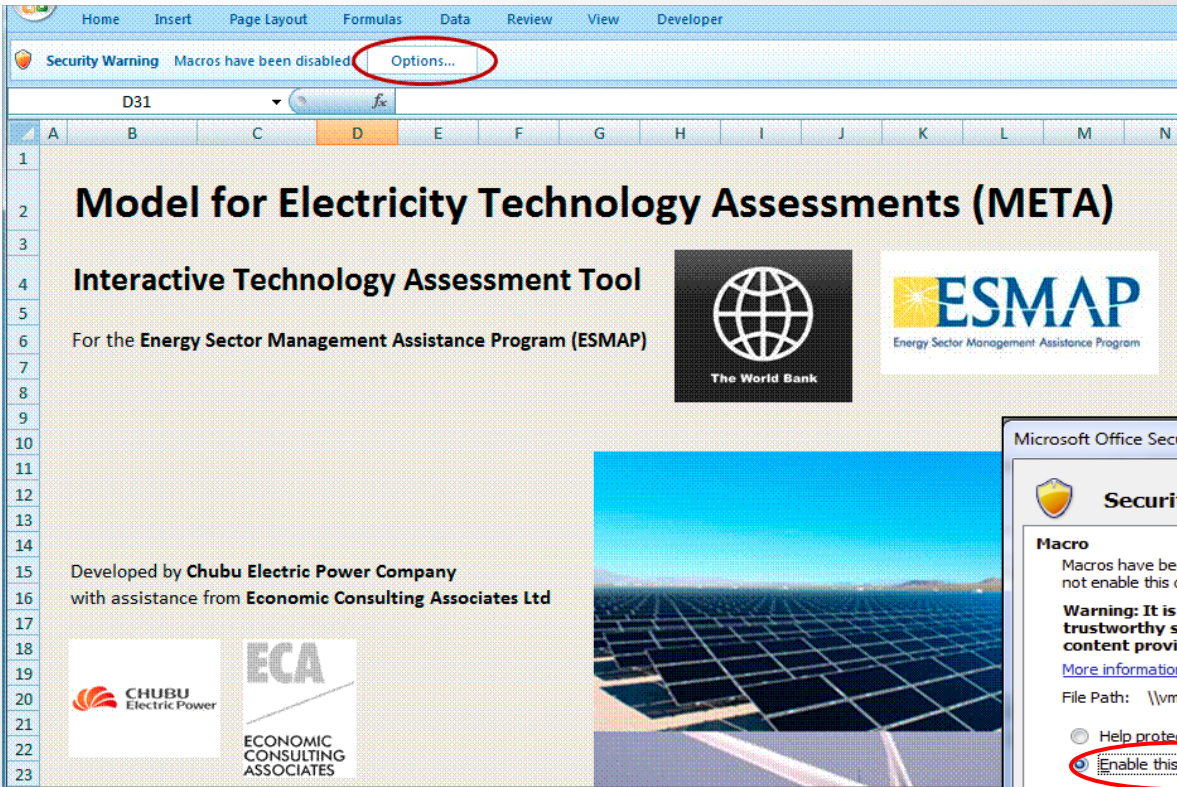 Home Insert Page Layout Formulas Data Review View Developer
Security Warning Macros have been disabled. Options...
D31 fx
A B C D E F G H I J K L M N
1
2 Model for Electricity Technology Assessments (META)
3
4 Interactive Technology Assessment Tool
5
6 For the Energy Sector Management Assistance Program (ESMAP)
7
8
9
10
11
12
13
14
15 Developed by Chubu Electric Power Company
16 with assistance from Economic Consulting Associates Ltd
17
18
19
20
21
22
23
The World Bank
ESMAP
Energy Sector Management Assistance Program
CHUBU
Electric Power
ECA
ECONOMIC
CONSULTING
ASSOCIATES
Microsoft Office Secu
Securit
Macro
Macros have be
not enable this c
Warning: It is
trustworthy s
content provi
More information
File Path: \\vm
Help prote
Enable this